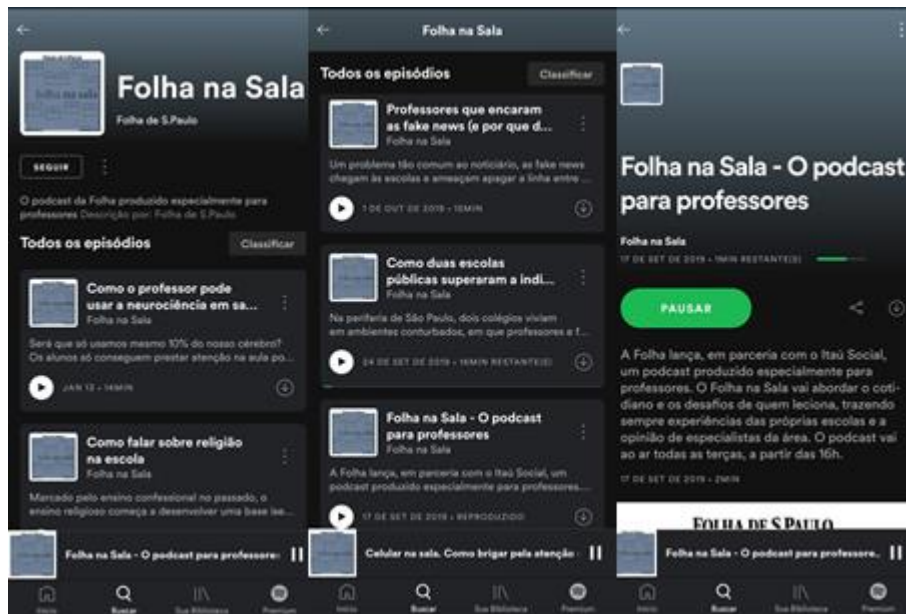 Folha na Sala
Folha de S.Paulo
SEGUIR
O podcast da Folha produzido especialmente para
professores Descrição por: Folha de S.Paulo
Todos os episódios
Classificar
Como o professor pode
usar a neurociência em sa...
Folha na Sala
Será que só usamos mesmo 10% do nosso cérebro?
Os alunos só conseguem prestar atenção na aula po...
JAN 13 • 14MIN
Como falar sobre religião
na escola
Folha na Sala
Marcado pelo ensino confessional no passado, o
ensino religioso começa a desenvolver uma base ise...
Folha na Sala - O podcast para professores
Início
Buscar
Sua Biblioteca
Premium
Folha na Sala
Todos os episódios
Classificar
Professores que encaram
as fake news (e por que d...
Folha na Sala
Um problema tão comum ao noticiário, as fake news
chegam às escolas e ameaçam apagar a linha entre ...
1 DE OUT DE 2019 • 15MIN
Como duas escolas
públicas superaram a indi...
Folha na Sala
Na periferia de São Paulo, dois colégios viviam
em ambientes conturbados, em que professores e f...
24 DE SET DE 2019 • 16MIN RESTANTE(S)
Folha na Sala - O podcast
para professores
Folha na Sala
A Folha lança, em parceria com o Itaú Social, um
podcast produzido especialmente para professores....
17 DE SET DE 2019 • REPRODUZIDO
Celular na sala. Como brigar pela atenção
Início
Buscar
Sua Biblioteca
Premium
Folha na Sala - O podcast
para professores
Folha na Sala
17 DE SET DE 2019 • 1MIN RESTANTE(S)
PAUSAR
A Folha lança, em parceria com o Itaú Social,
um podcast produzido especialmente para
professores. O Folha na Sala vai abordar o coti-
diano e os desafios de quem leciona, trazendo
sempre experiências das próprias escolas e a
opinião de especialistas da área. O podcast vai
ao ar todas as terças, a partir das 16h.
17 DE SET DE 2019 • 2MIN
FOLHA DE S.PAULO
Folha na Sala - O podcast para professore..
Início
Buscar
Sua Biblioteca
Premium